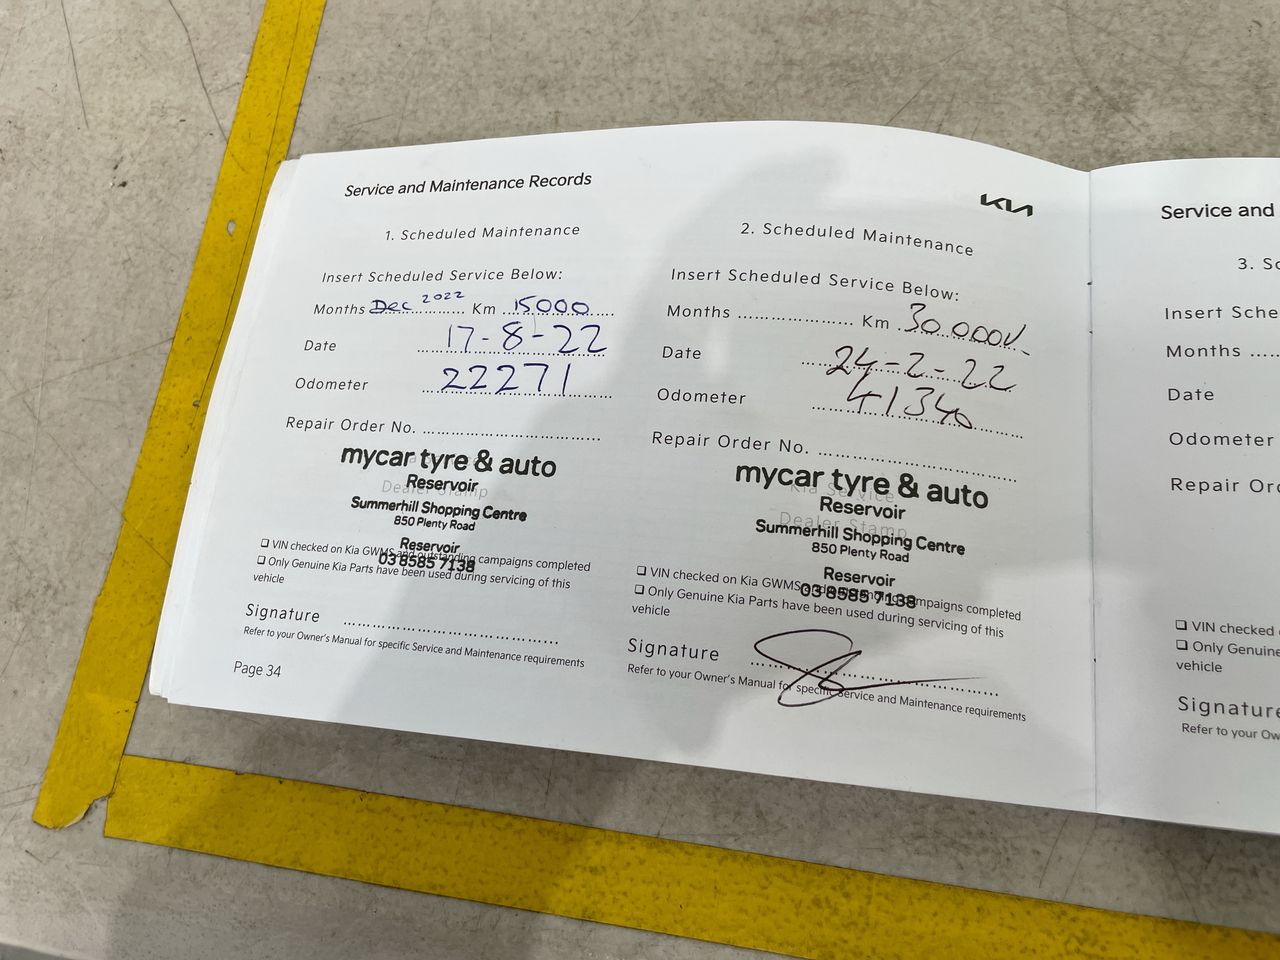 Service and Maintenance Records
KIA
1. Scheduled Maintenance
Insert Scheduled Service Below:
Months Dec 2022 Km 15000
Date 17-8-22
Odometer 22271
Repair Order No.
mycar tyre & auto
Reservoir
Dealer Stamp
Summerhill Shopping Centre
850 Plenty Road
Reservoir
03 8585 7138
❑ VIN checked on Kia GWMS and outstanding campaigns completed
❑ Only Genuine Kia Parts have been used during servicing of this
vehicle
Signature
Refer to your Owner's Manual for specific Service and Maintenance requirements
Page 34
2. Scheduled Maintenance
Insert Scheduled Service Below:
Months Km 30.000
Date 24-2-22
Odometer 41340
Repair Order No.
mycar tyre & auto
Kia Service
Reservoir
Dealer Stamp
Summerhill Shopping Centre
850 Plenty Road
Reservoir
03 8585 7138
❑ VIN checked on Kia GWMS and outstanding campaigns completed
❑ Only Genuine Kia Parts have been used during servicing of this
vehicle
Signature
Refer to your Owner's Manual for specific Service and Maintenance requirements
Service and
3.
Insert Scheduled
Months
Date
Odometer
Repair
❑ VIN checked
❑ Only Genuine
vehicle
Signature
Refer to your